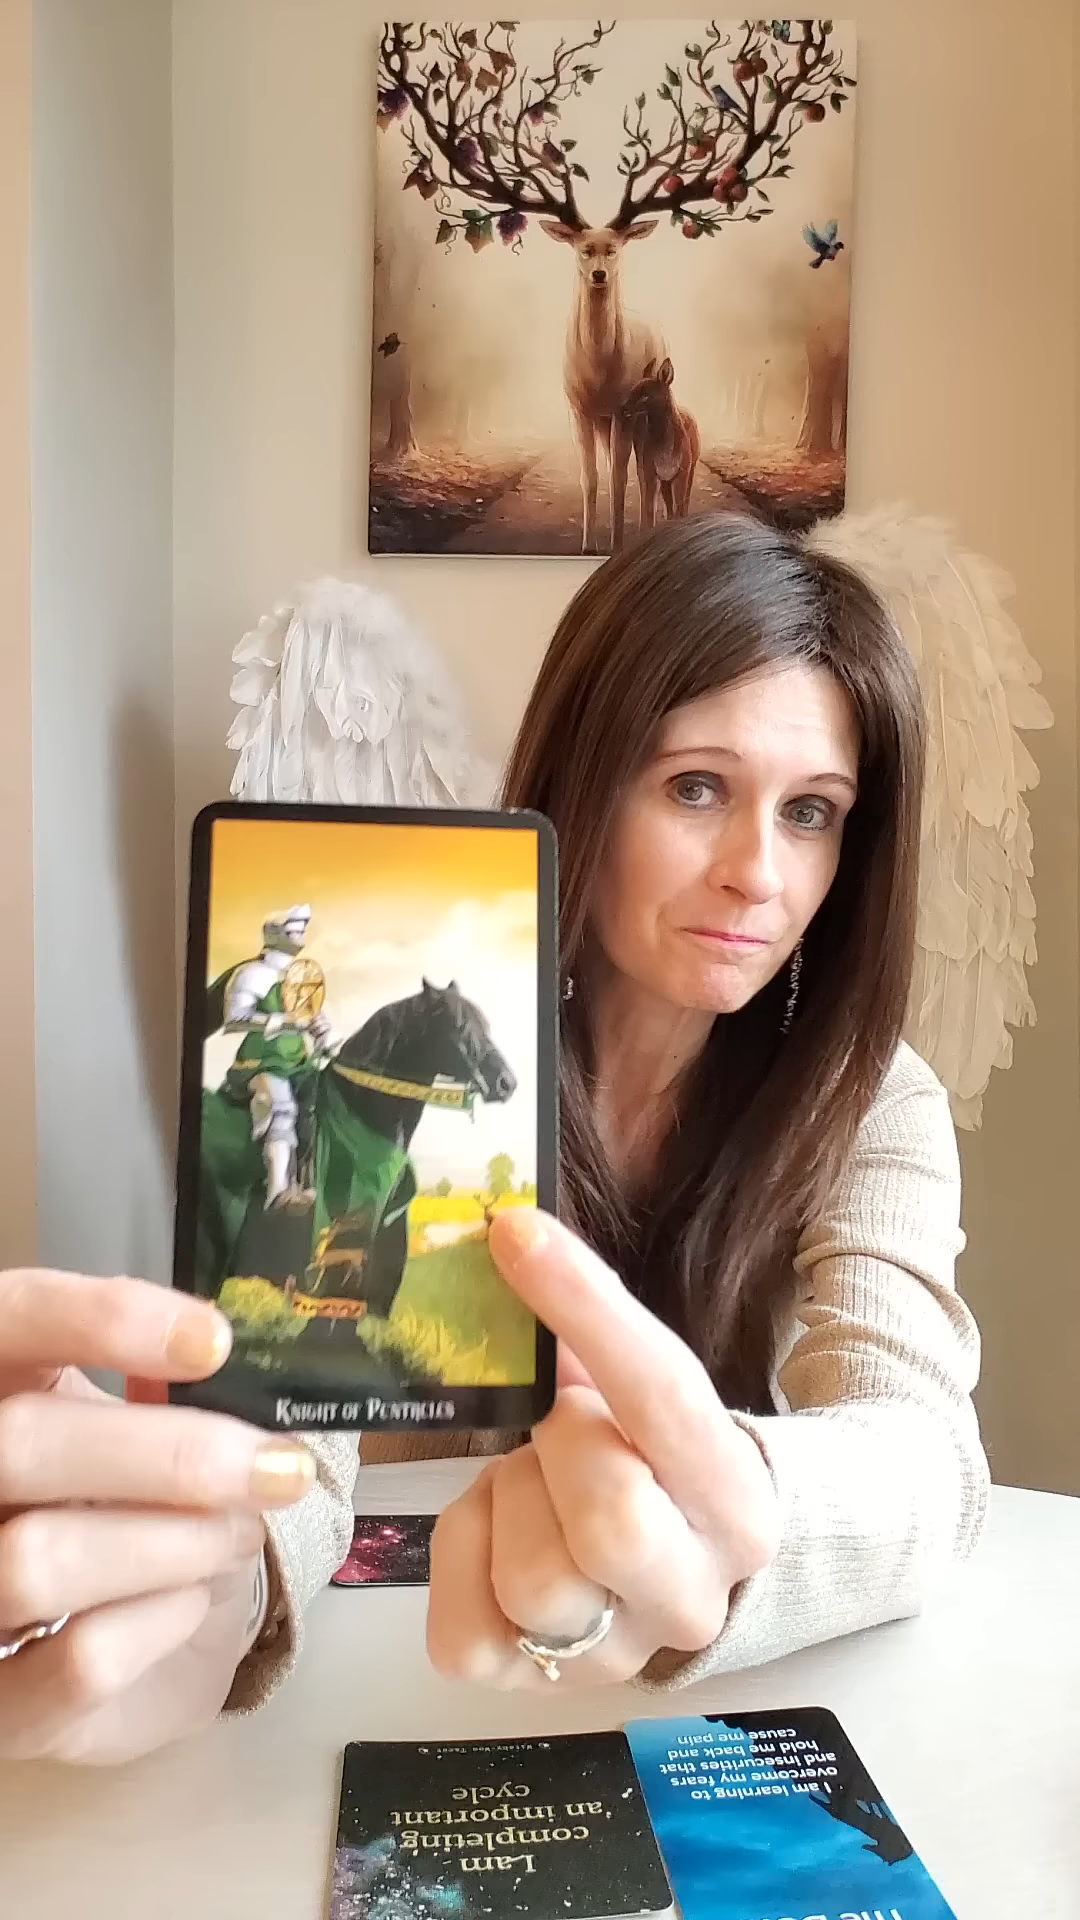 KNIGHT OF PENTACLES
I am
completing
an important
cycle
I am learning to
overcome my fears
and insecurities that
hold me back and
cause me pain